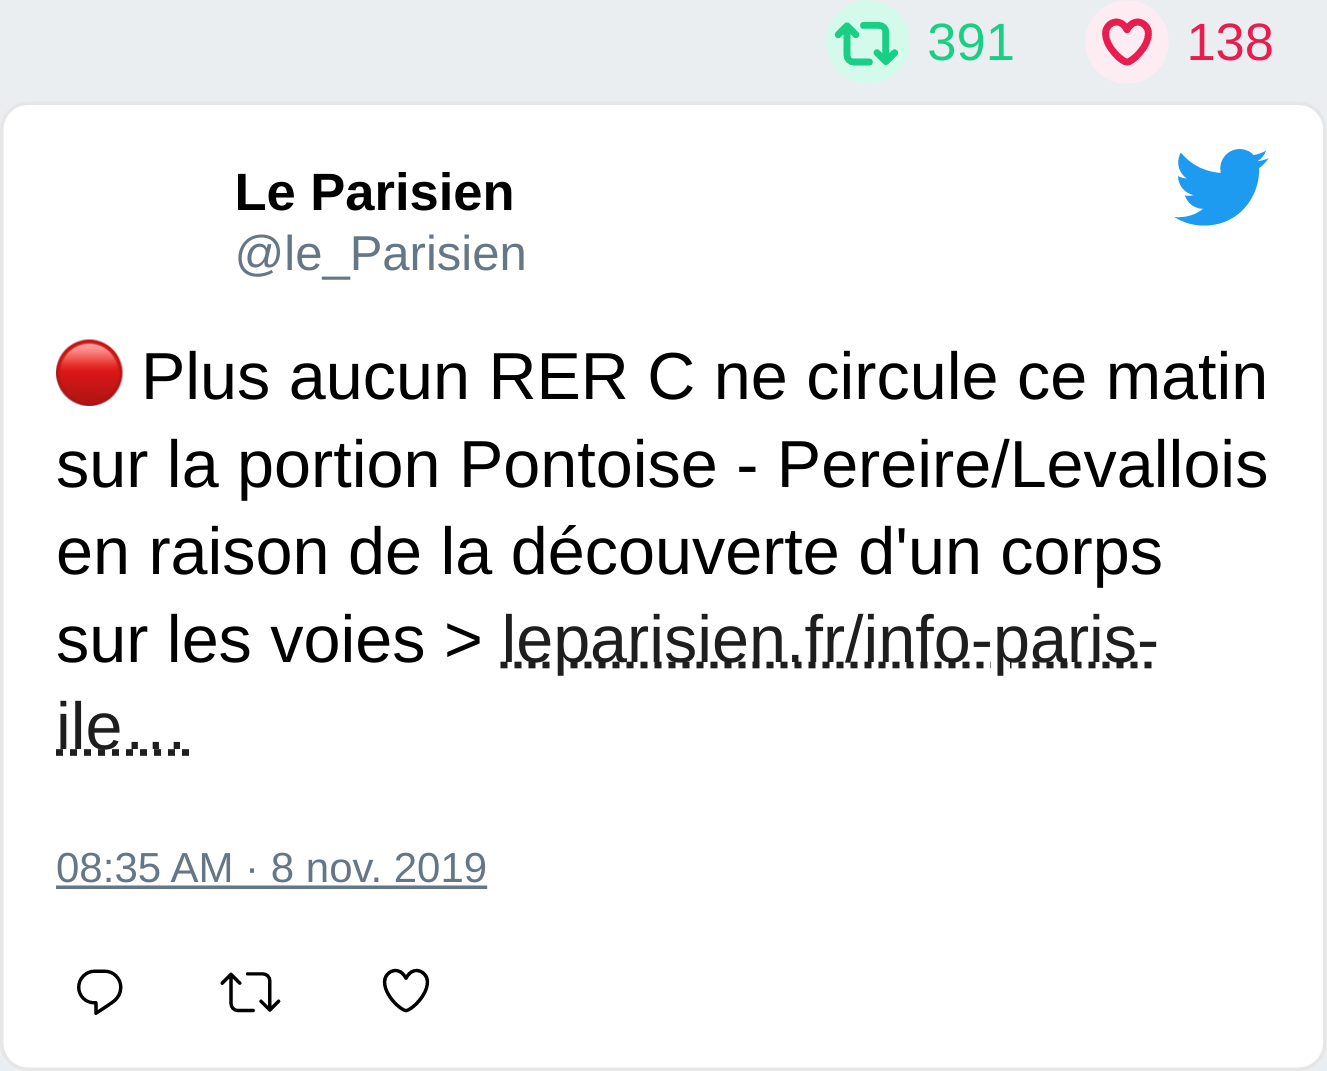 391 138
Le Parisien
@le_Parisien
🔴 Plus aucun RER C ne circule ce matin
sur la portion Pontoise - Pereire/Levallois
en raison de la découverte d'un corps
sur les voies > leparisien.fr/info-paris-
ile…
08:35 AM · 8 nov. 2019